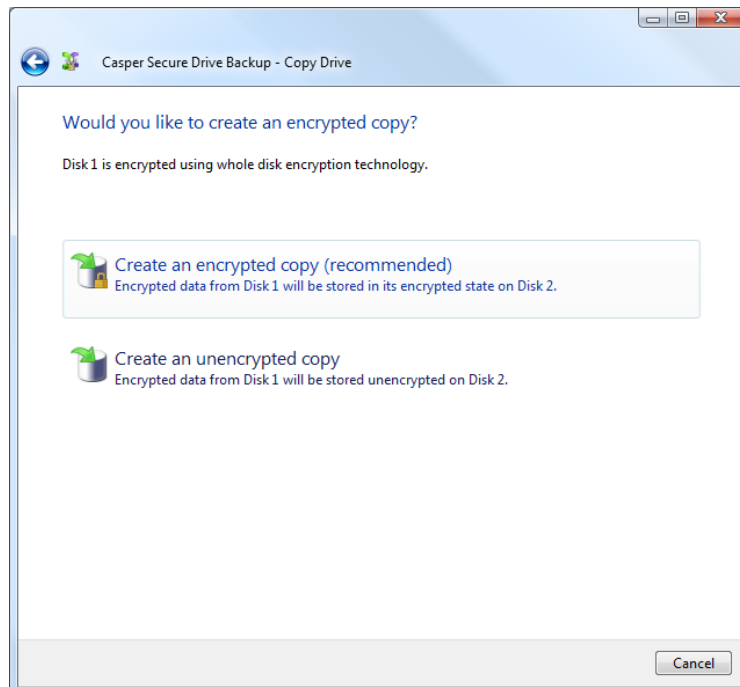 Casper Secure Drive Backup - Copy Drive
Would you like to create an encrypted copy?
Disk 1 is encrypted using whole disk encryption technology.
Create an encrypted copy (recommended)
Encrypted data from Disk 1 will be stored in its encrypted state on Disk 2.
Create an unencrypted copy
Encrypted data from Disk 1 will be stored unencrypted on Disk 2.
Cancel